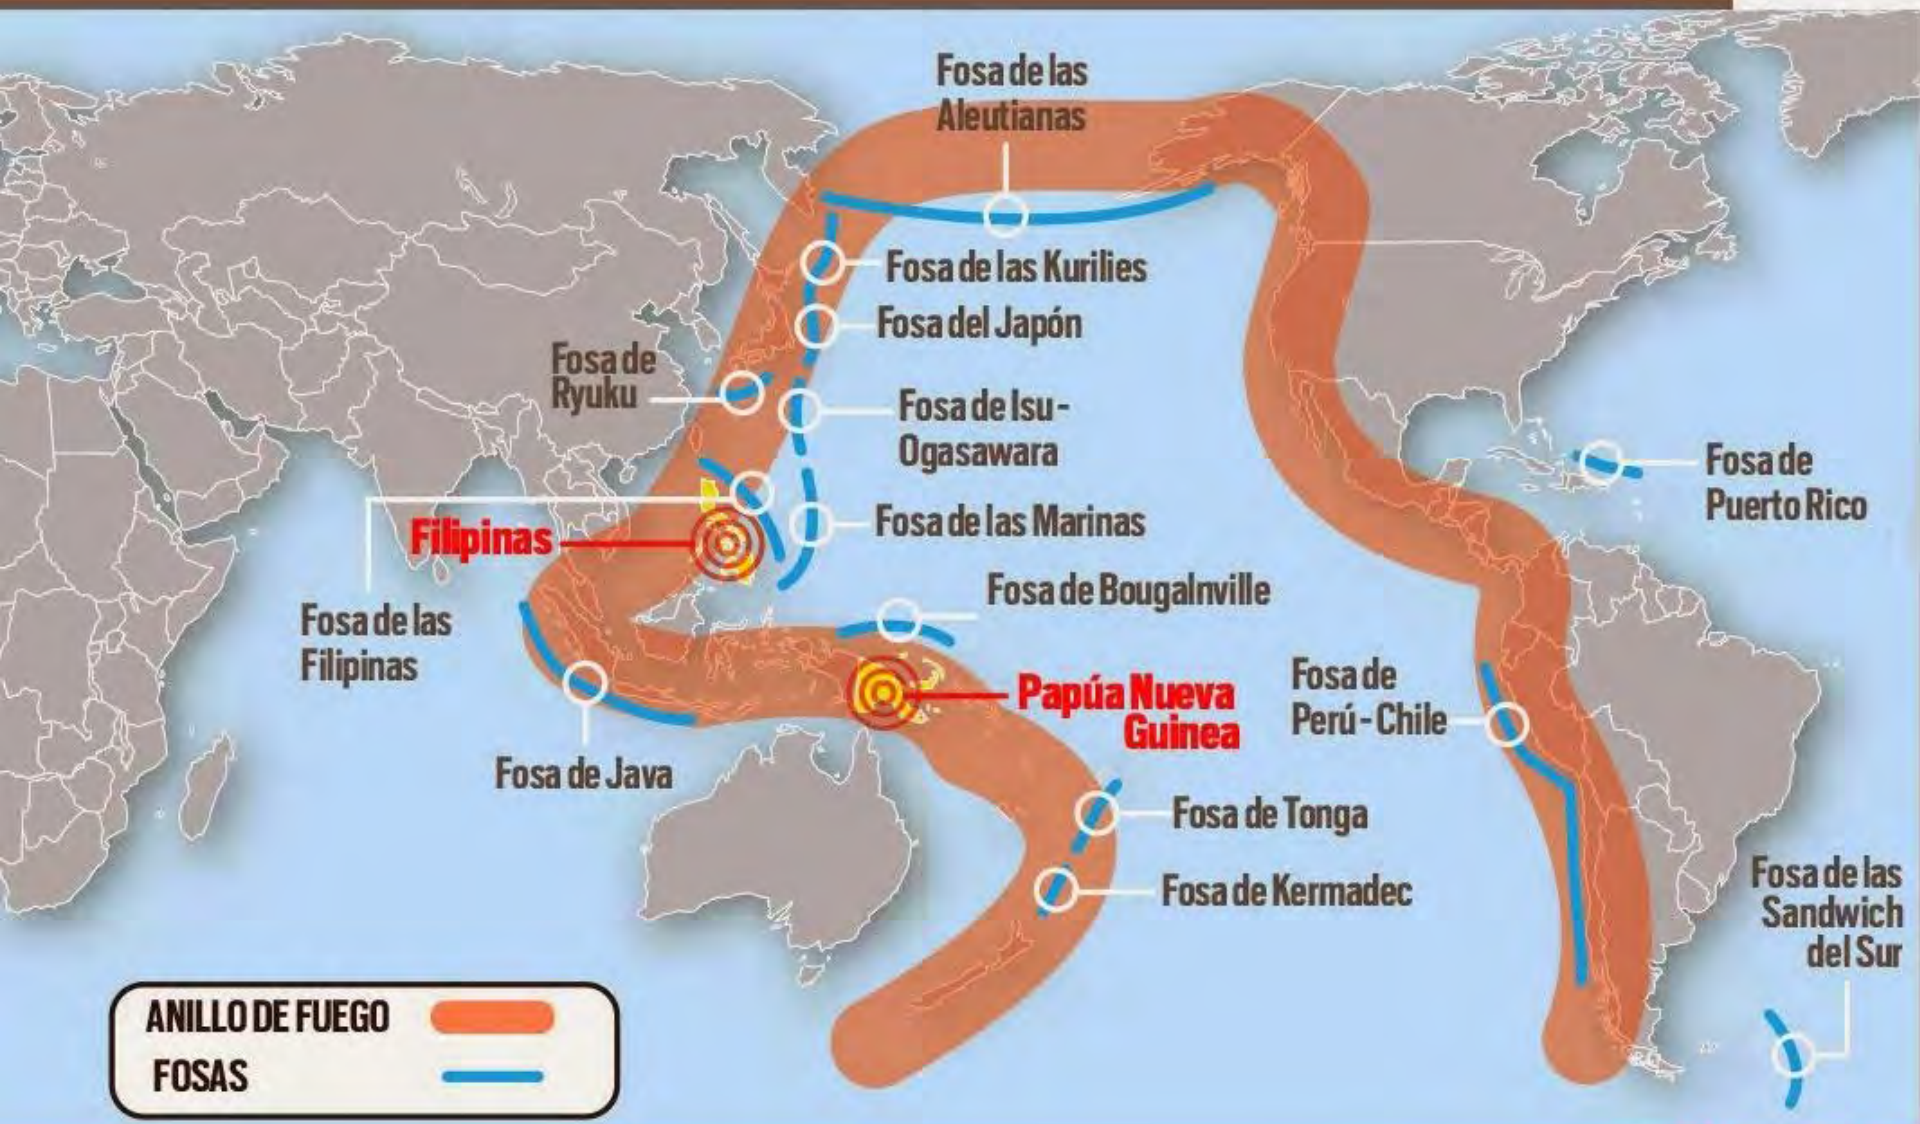 Fosa de las
Aleutianas
Fosa de las Kurilies
Fosa del Japón
Fosa de
Ryuku
Fosa de Isu-
Ogasawara
Fosa de
Puerto Rico
Filipinas
Fosa de las Marinas
Fosa de Bougalnville
Fosa de las
Filipinas
Papúa Nueva
Guinea
Fosa de
Perú-Chile
Fosa de Java
Fosa de Tonga
Fosa de Kermadec
Fosa de las
Sandwich
del Sur
ANILLO DE FUEGO
FOSAS